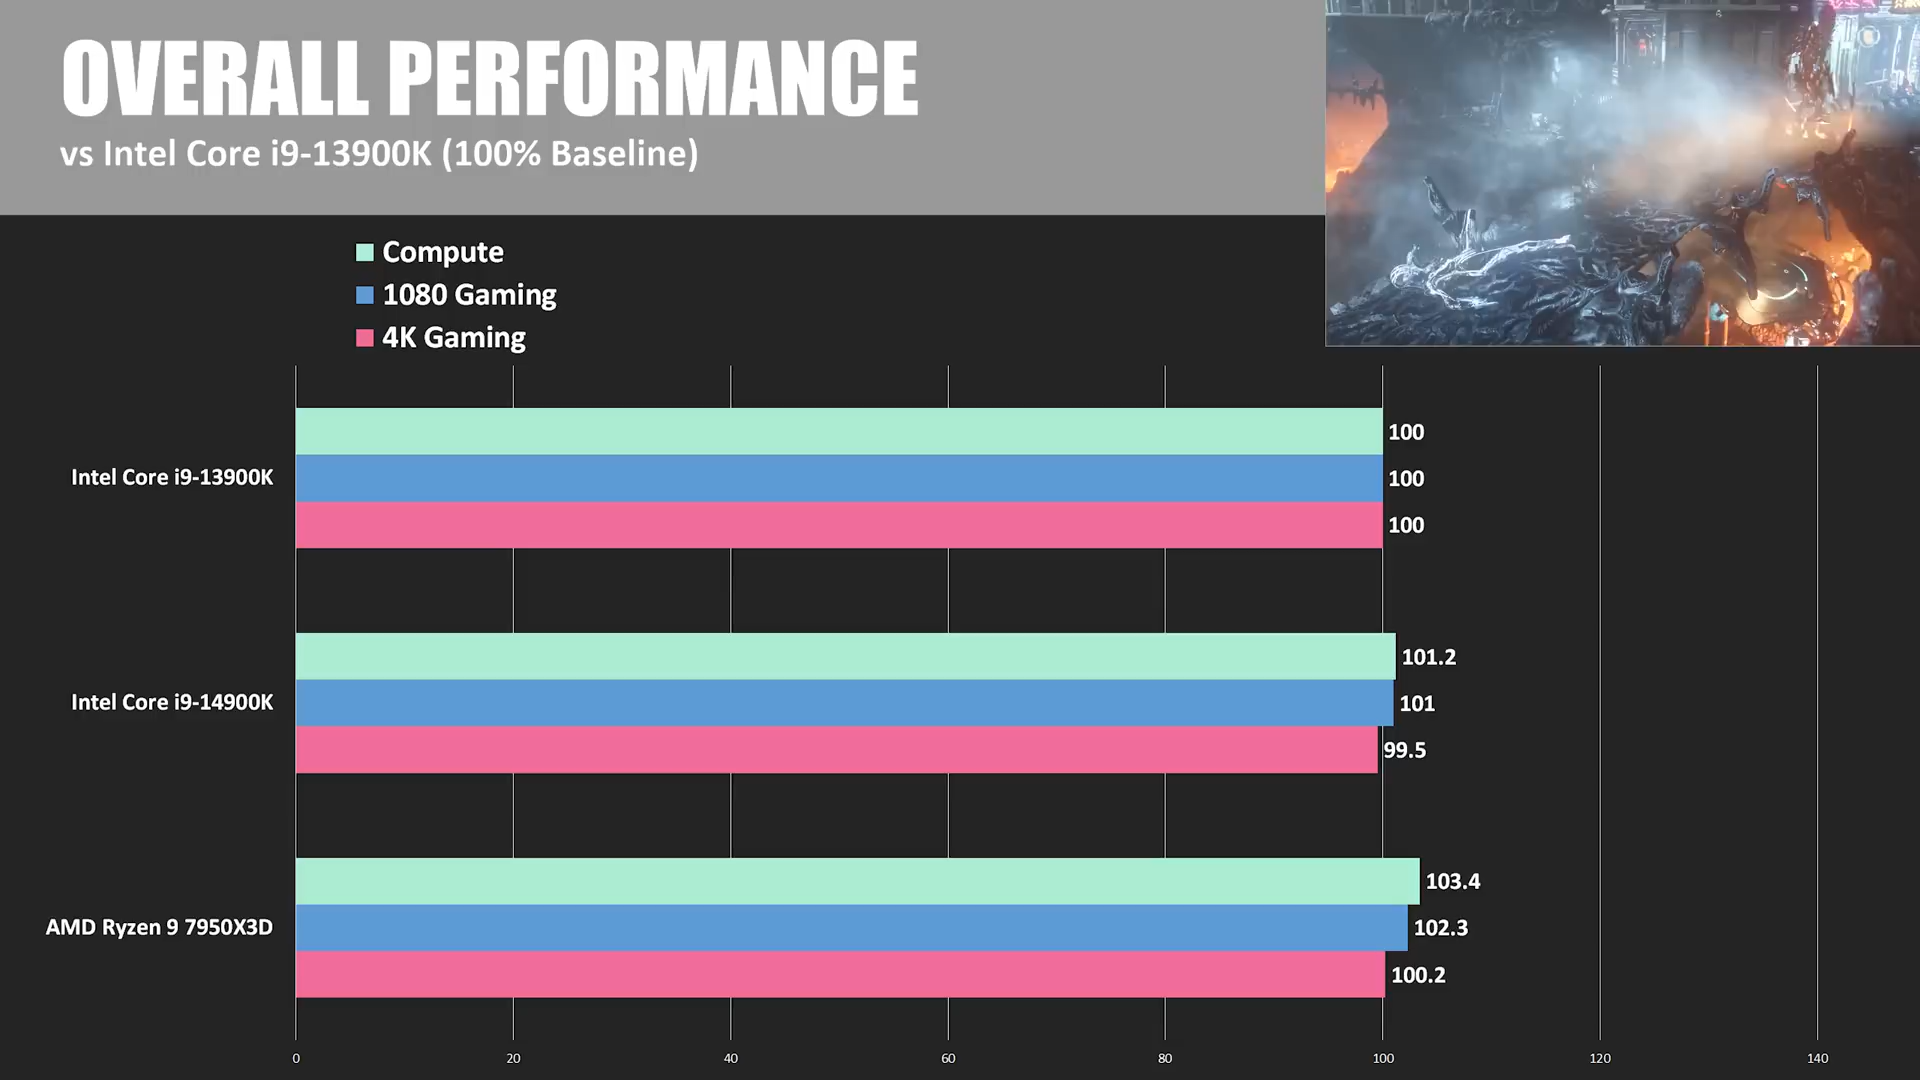 OVERALL PERFORMANCE
vs Intel Core i9-13900K (100% Baseline)
Compute
1080 Gaming
4K Gaming
100
Intel Core i9-13900K
100
100
101.2
Intel Core i9-14900K
101
99.5
103.4
AMD Ryzen 9 7950X3D
102.3
100.2
0 20 40 60 80 100 120 140